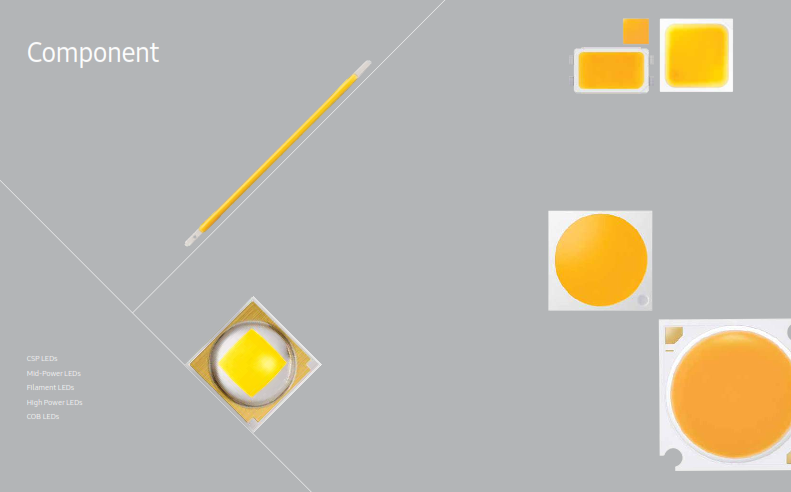 Component
CSP LEDs
Mid-Power LEDs
Filament LEDs
High Power LEDs
COB LEDs